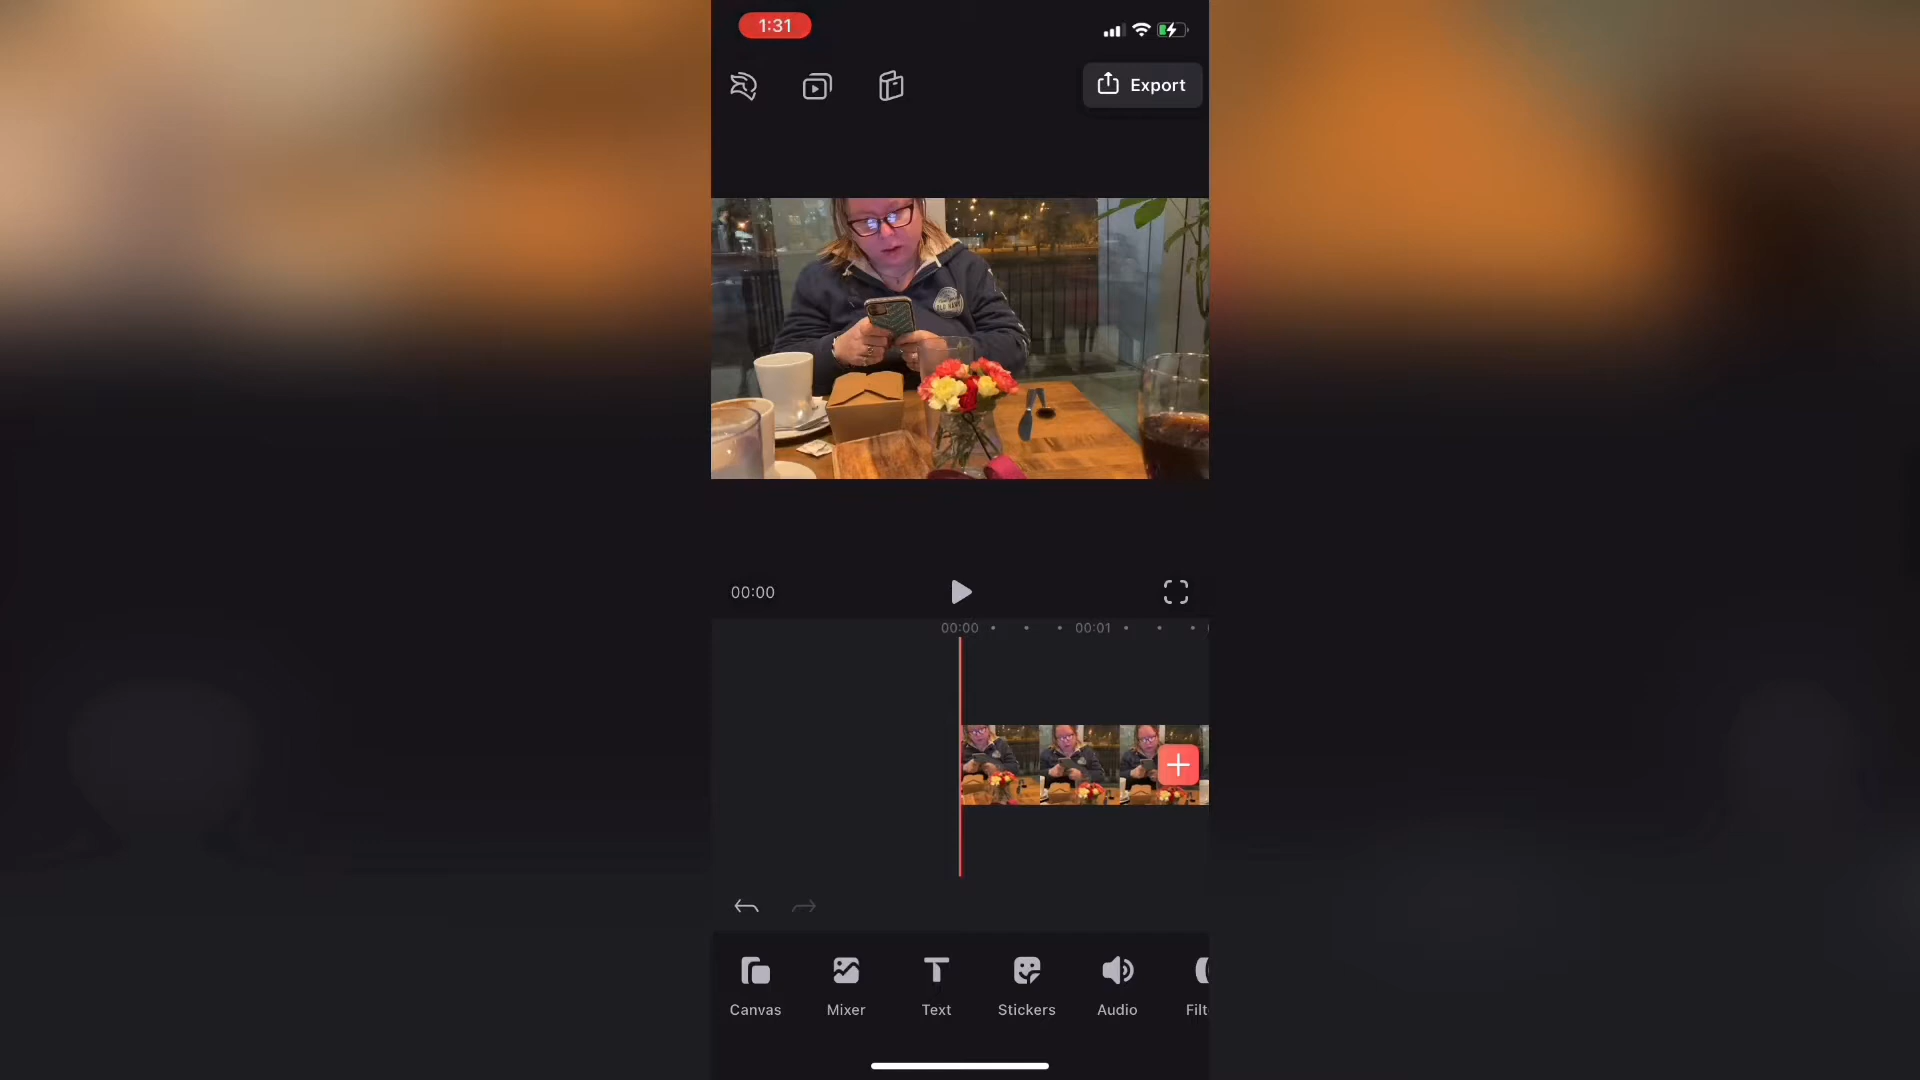 1:31
Export
00:00
00:00 00:01
Canvas Mixer Text Stickers Audio Filt